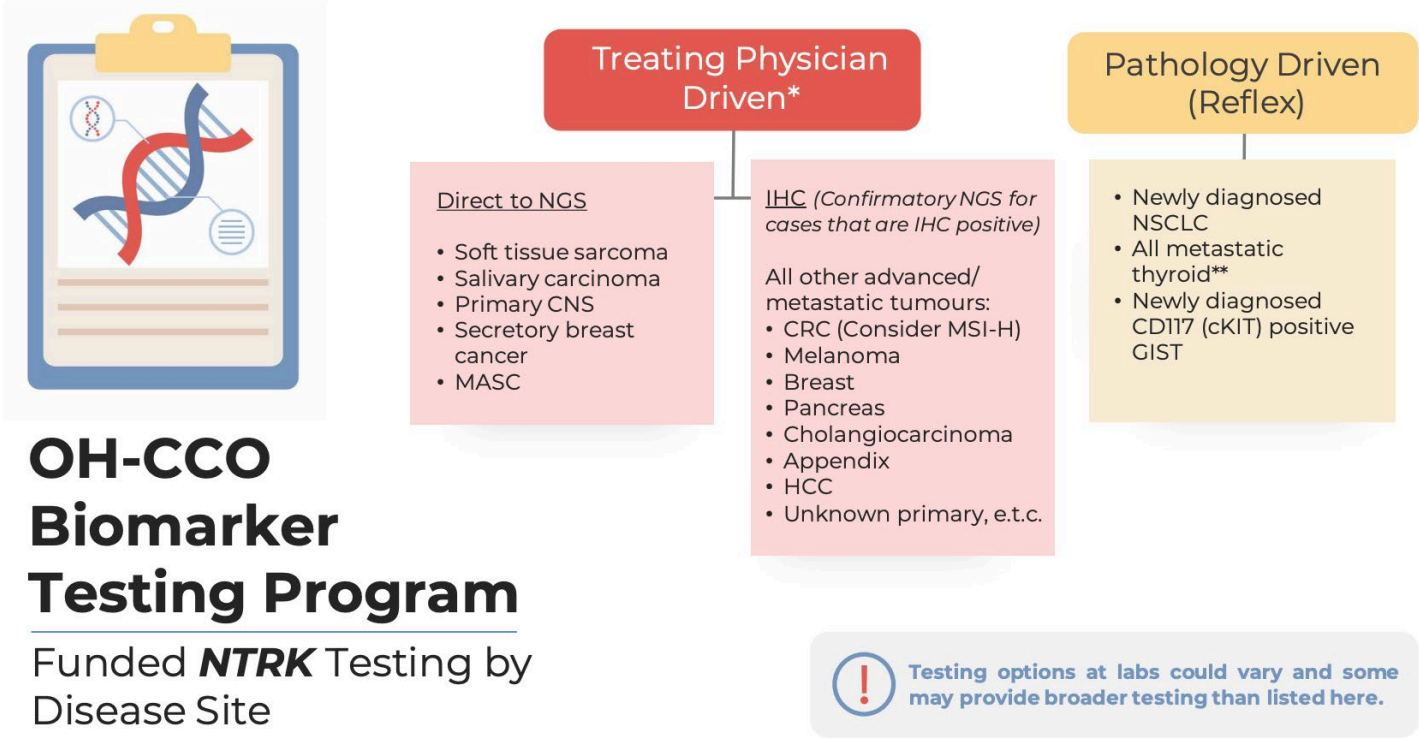 OH-CCO
Biomarker
Testing Program
Funded NTRK Testing by
Disease Site
Treating Physician
Driven*
Direct to NGS
• Soft tissue sarcoma
• Salivary carcinoma
• Primary CNS
• Secretory breast
cancer
• MASC
IHC (Confirmatory NGS for
cases that are IHC positive)
All other advanced/
metastatic tumours:
• CRC (Consider MSI-H)
• Melanoma
• Breast
• Pancreas
• Cholangiocarcinoma
• Appendix
• HCC
• Unknown primary, e.t.c.
Pathology Driven
(Reflex)
• Newly diagnosed
NSCLC
• All metastatic
thyroid**
• Newly diagnosed
CD117 (cKIT) positive
GIST
! Testing options at labs could vary and some
may provide broader testing than listed here.